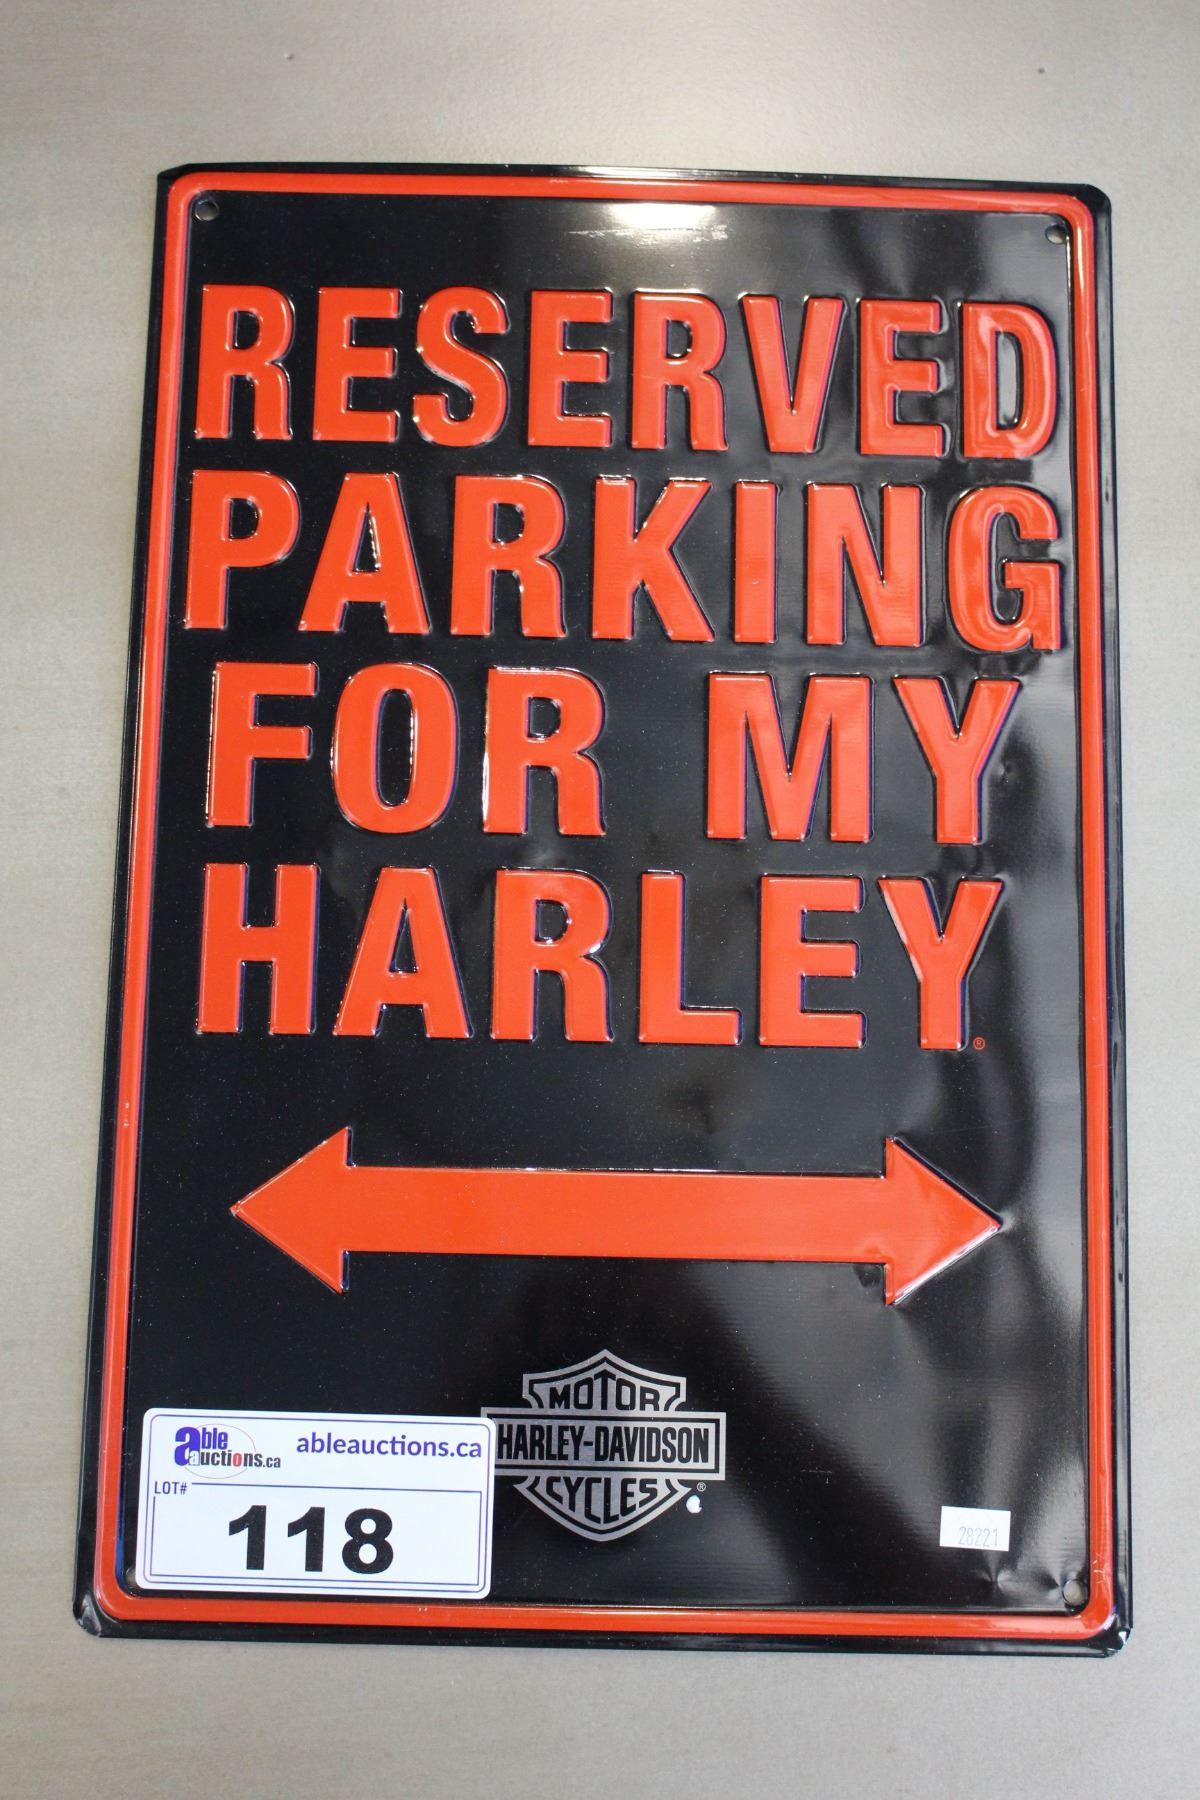 RESERVED
PARKING
FOR MY
HARLEY®
MOTOR
HARLEY-DAVIDSON
CYCLES®
able auctions.ca
ableauctions.ca
LOT#
118
28221